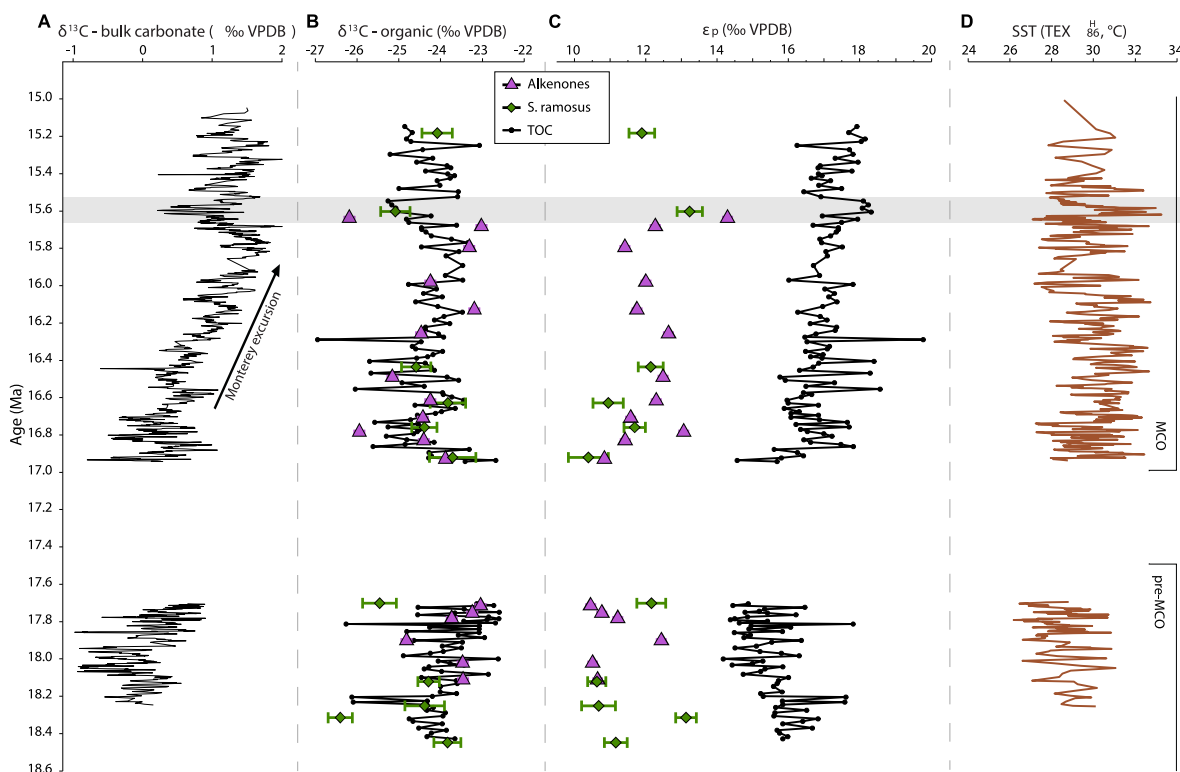 A
δ¹³C - bulk carbonate ( ‰ VPDB)
-1 0 1 2
B
δ¹³C - organic (‰ VPDB)
-27 -26 -25 -24 -23 -22
C
εp (‰ VPDB)
10 12 14 16 18 20
D
SST (TEX H 86, °C)
24 26 28 30 32 34
Alkenones
S. ramosus
TOC
Age (Ma)
15.0
15.2
15.4
15.6
15.8
16.0
16.2
16.4
16.6
16.8
17.0
17.2
17.4
17.6
17.8
18.0
18.2
18.4
18.6
Monterey excursion
MCO
pre-MCO